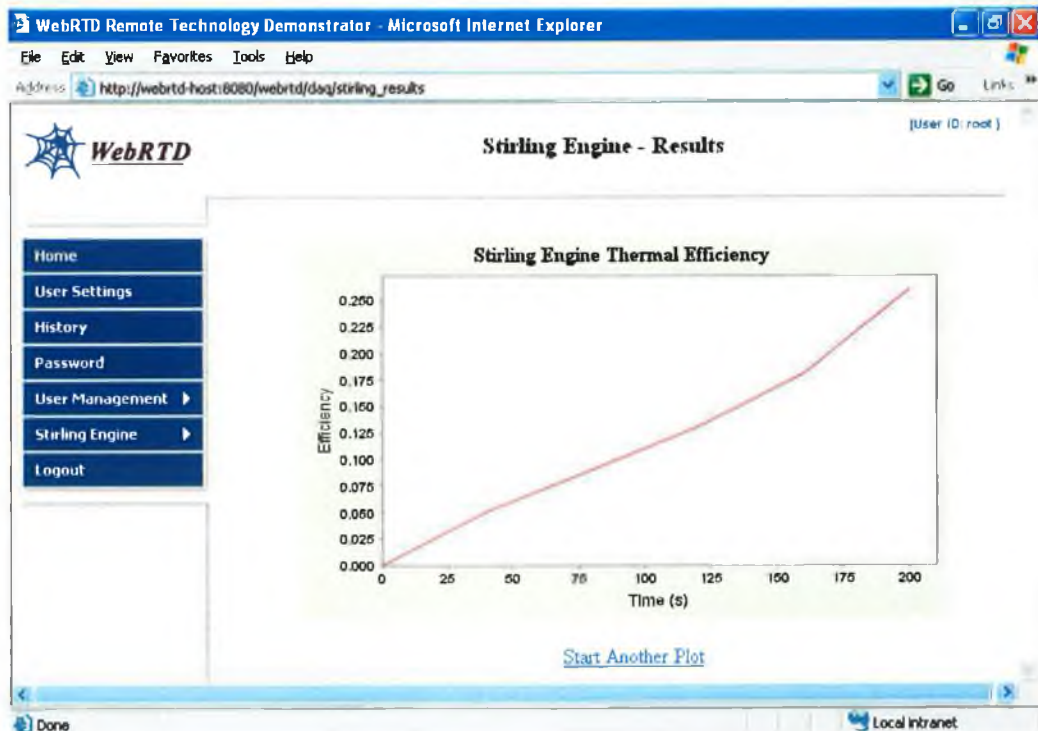 WebRTD Remote Technology Demonstrator - Microsoft Internet Explorer
File Edit View Favorites Tools Help
Address http://webrtd-host:8080/webrtd/daq/stirling_results Go Links »
[User ID: root ]
WebRTD
Stirling Engine - Results
Home
User Settings
History
Password
User Management
Stirling Engine
Logout
Stirling Engine Thermal Efficiency
Efficiency
0.250
0.225
0.200
0.175
0.150
0.125
0.100
0.075
0.050
0.025
0.000
0 25 50 75 100 125 150 175 200
Time (s)
Start Another Plot
Done
Local intranet